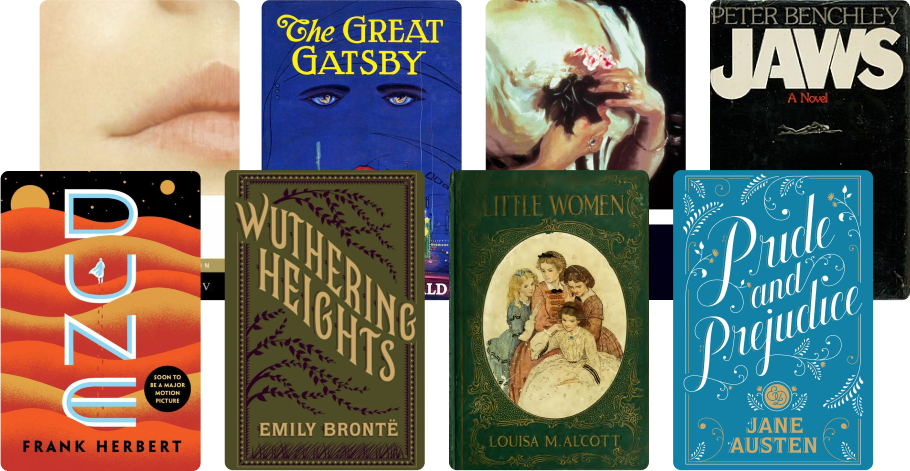 The GREAT
GATSBY
LD
PETER BENCHLEY
JAWS
A Novel
V
DUNE
SOON TO
BE A MAJOR
MOTION
PICTURE
FRANK HERBERT
WUTHERING
HEIGHTS
EMILY BRONTË
LITTLE WOMEN
LOUISA M. ALCOTT
Pride
and
Prejudice
JANE
AUSTEN